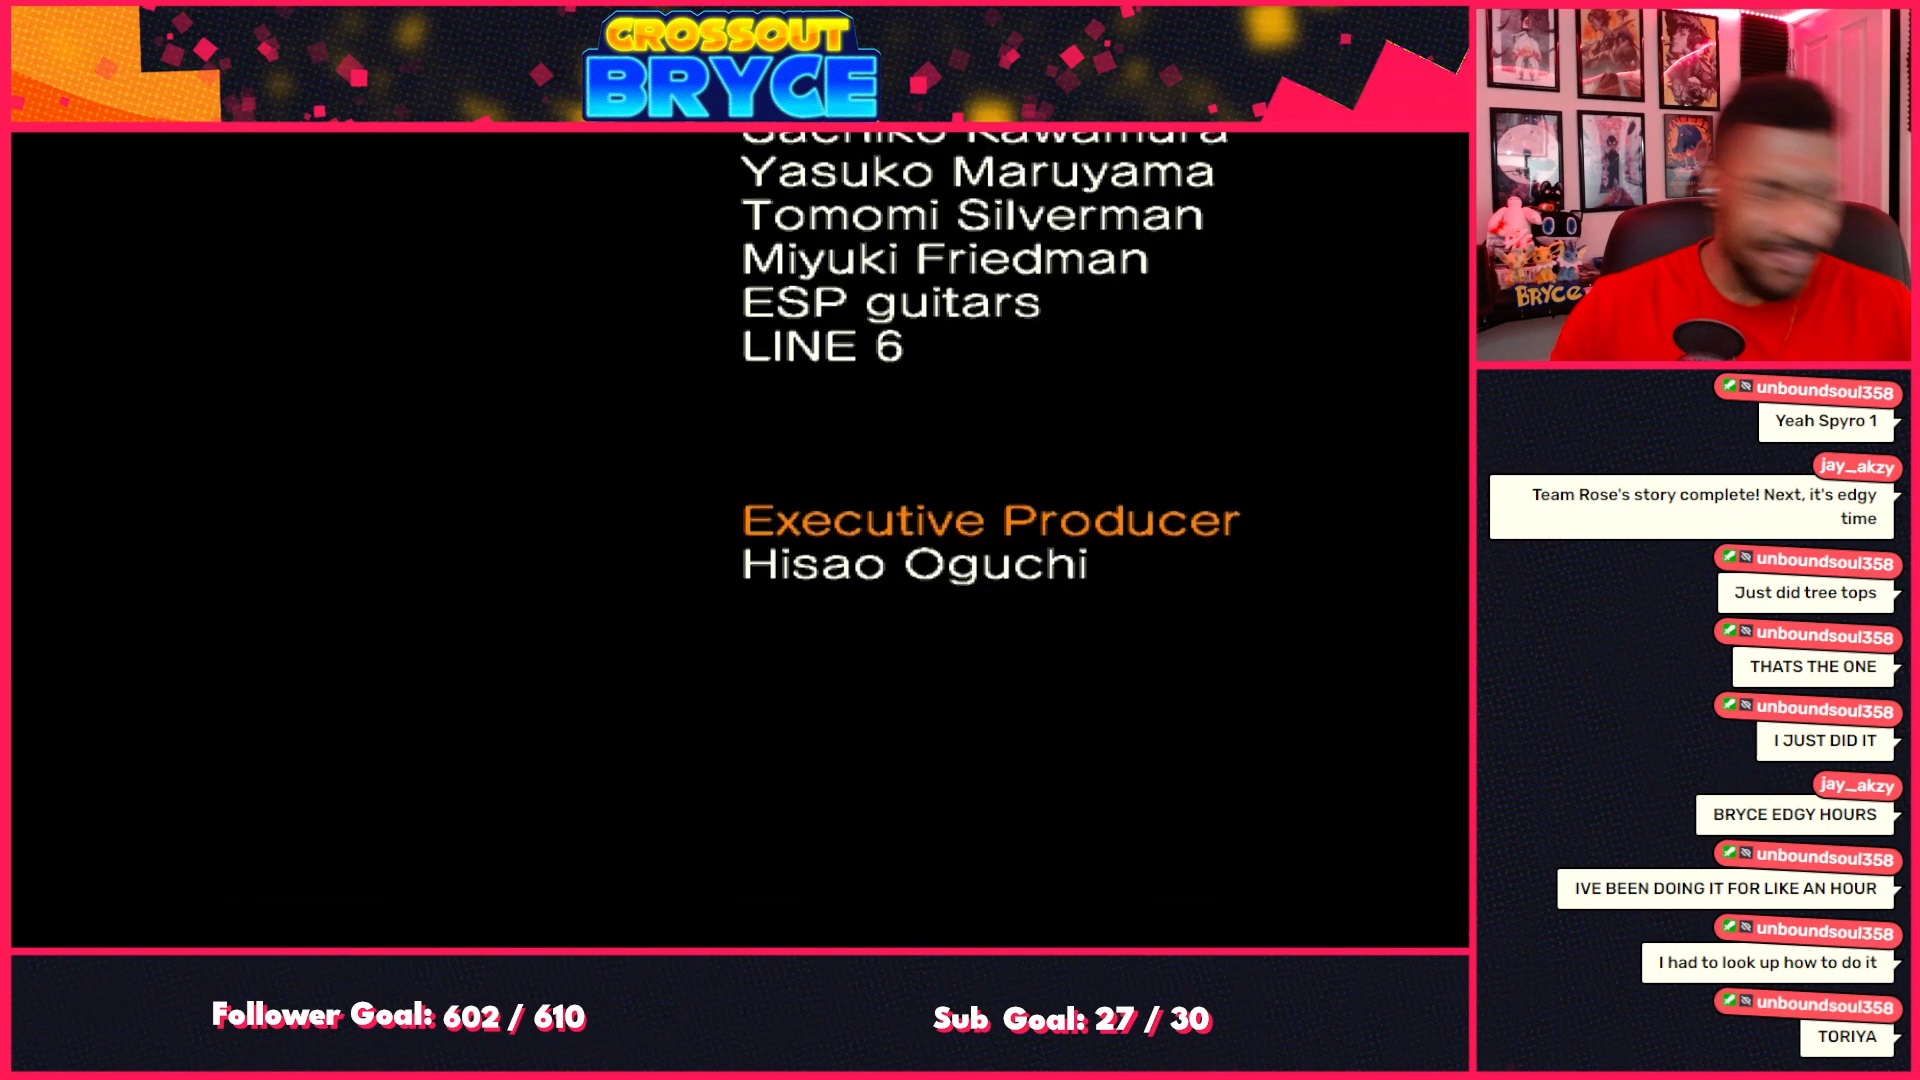 CROSSOUT
BRYCE
Sachiko Kawamura
Yasuko Maruyama
Tomomi Silverman
Miyuki Friedman
ESP guitars
LINE 6
Executive Producer
Hisao Oguchi
Follower Goal: 602 / 610
Sub Goal: 27 / 30
BRYCE
unboundsoul358
Yeah Spyro 1
jay_akzy
Team Rose's story complete! Next, it's edgy
time
unboundsoul358
Just did tree tops
unboundsoul358
THATS THE ONE
unboundsoul358
I JUST DID IT
jay_akzy
BRYCE EDGY HOURS
unboundsoul358
IVE BEEN DOING IT FOR LIKE AN HOUR
unboundsoul358
I had to look up how to do it
unboundsoul358
TORIYA